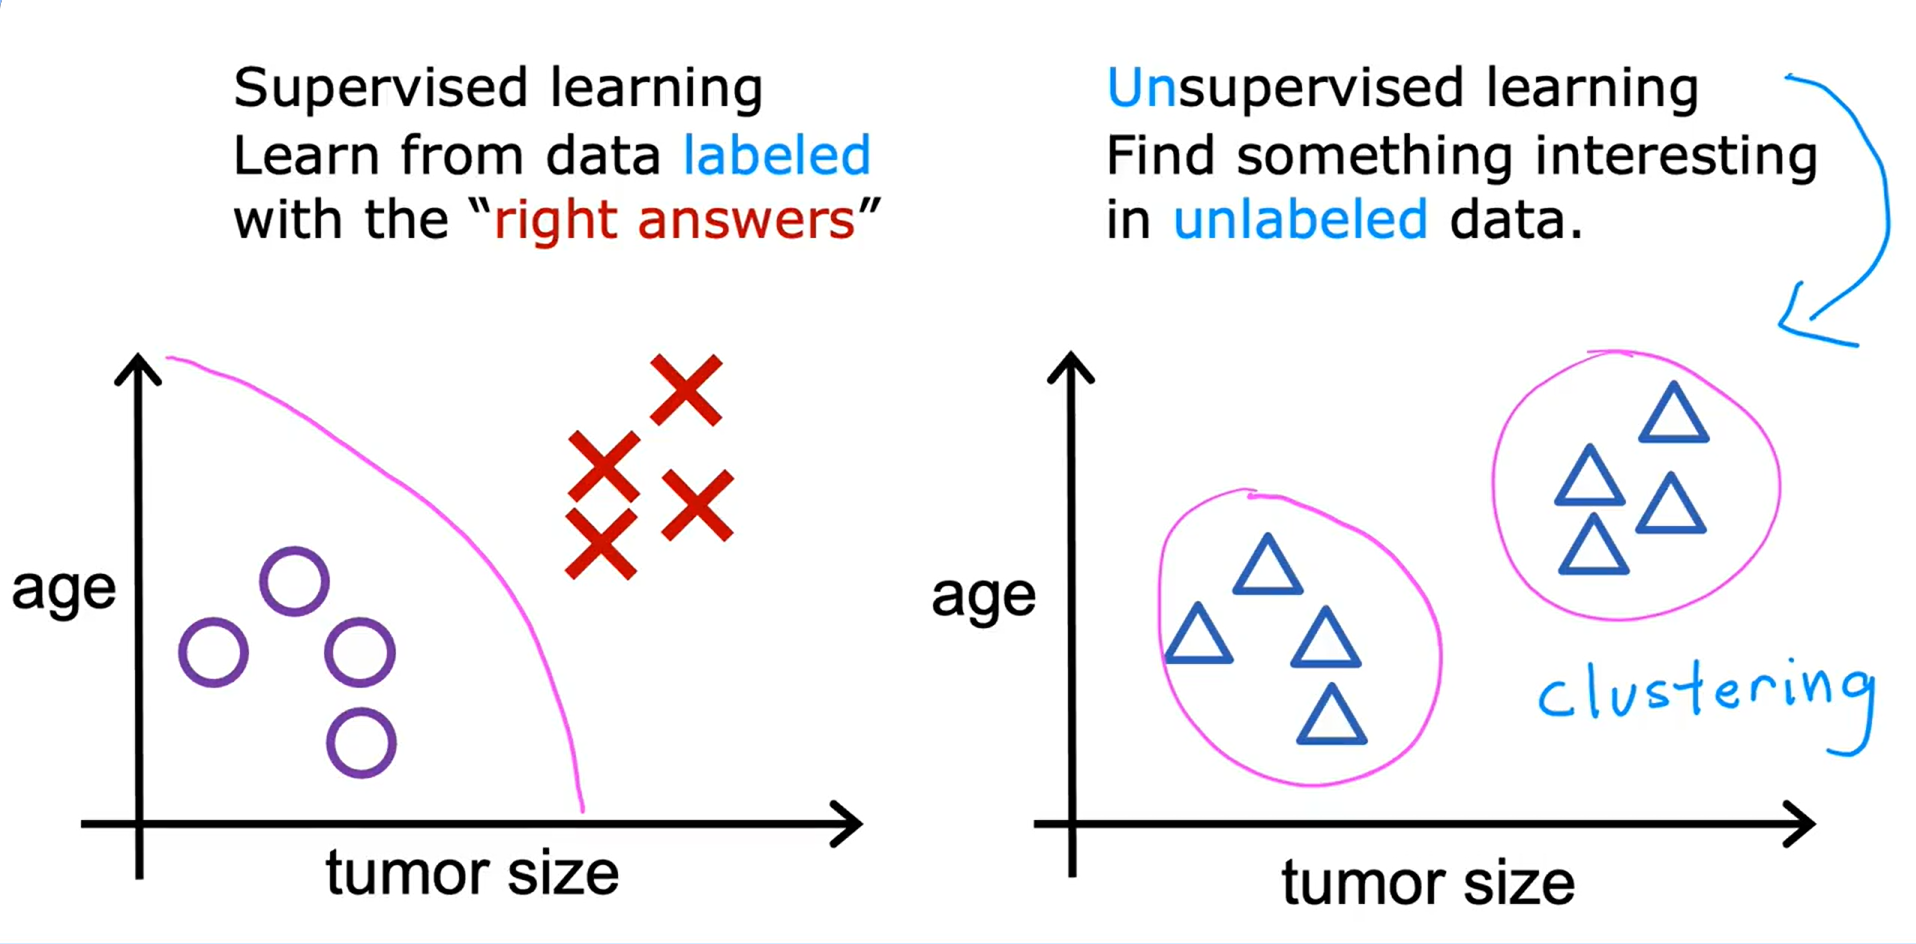 Supervised learning
Learn from data labeled
with the “right answers”
age
tumor size
Unsupervised learning
Find something interesting
in unlabeled data.
age
clustering
tumor size